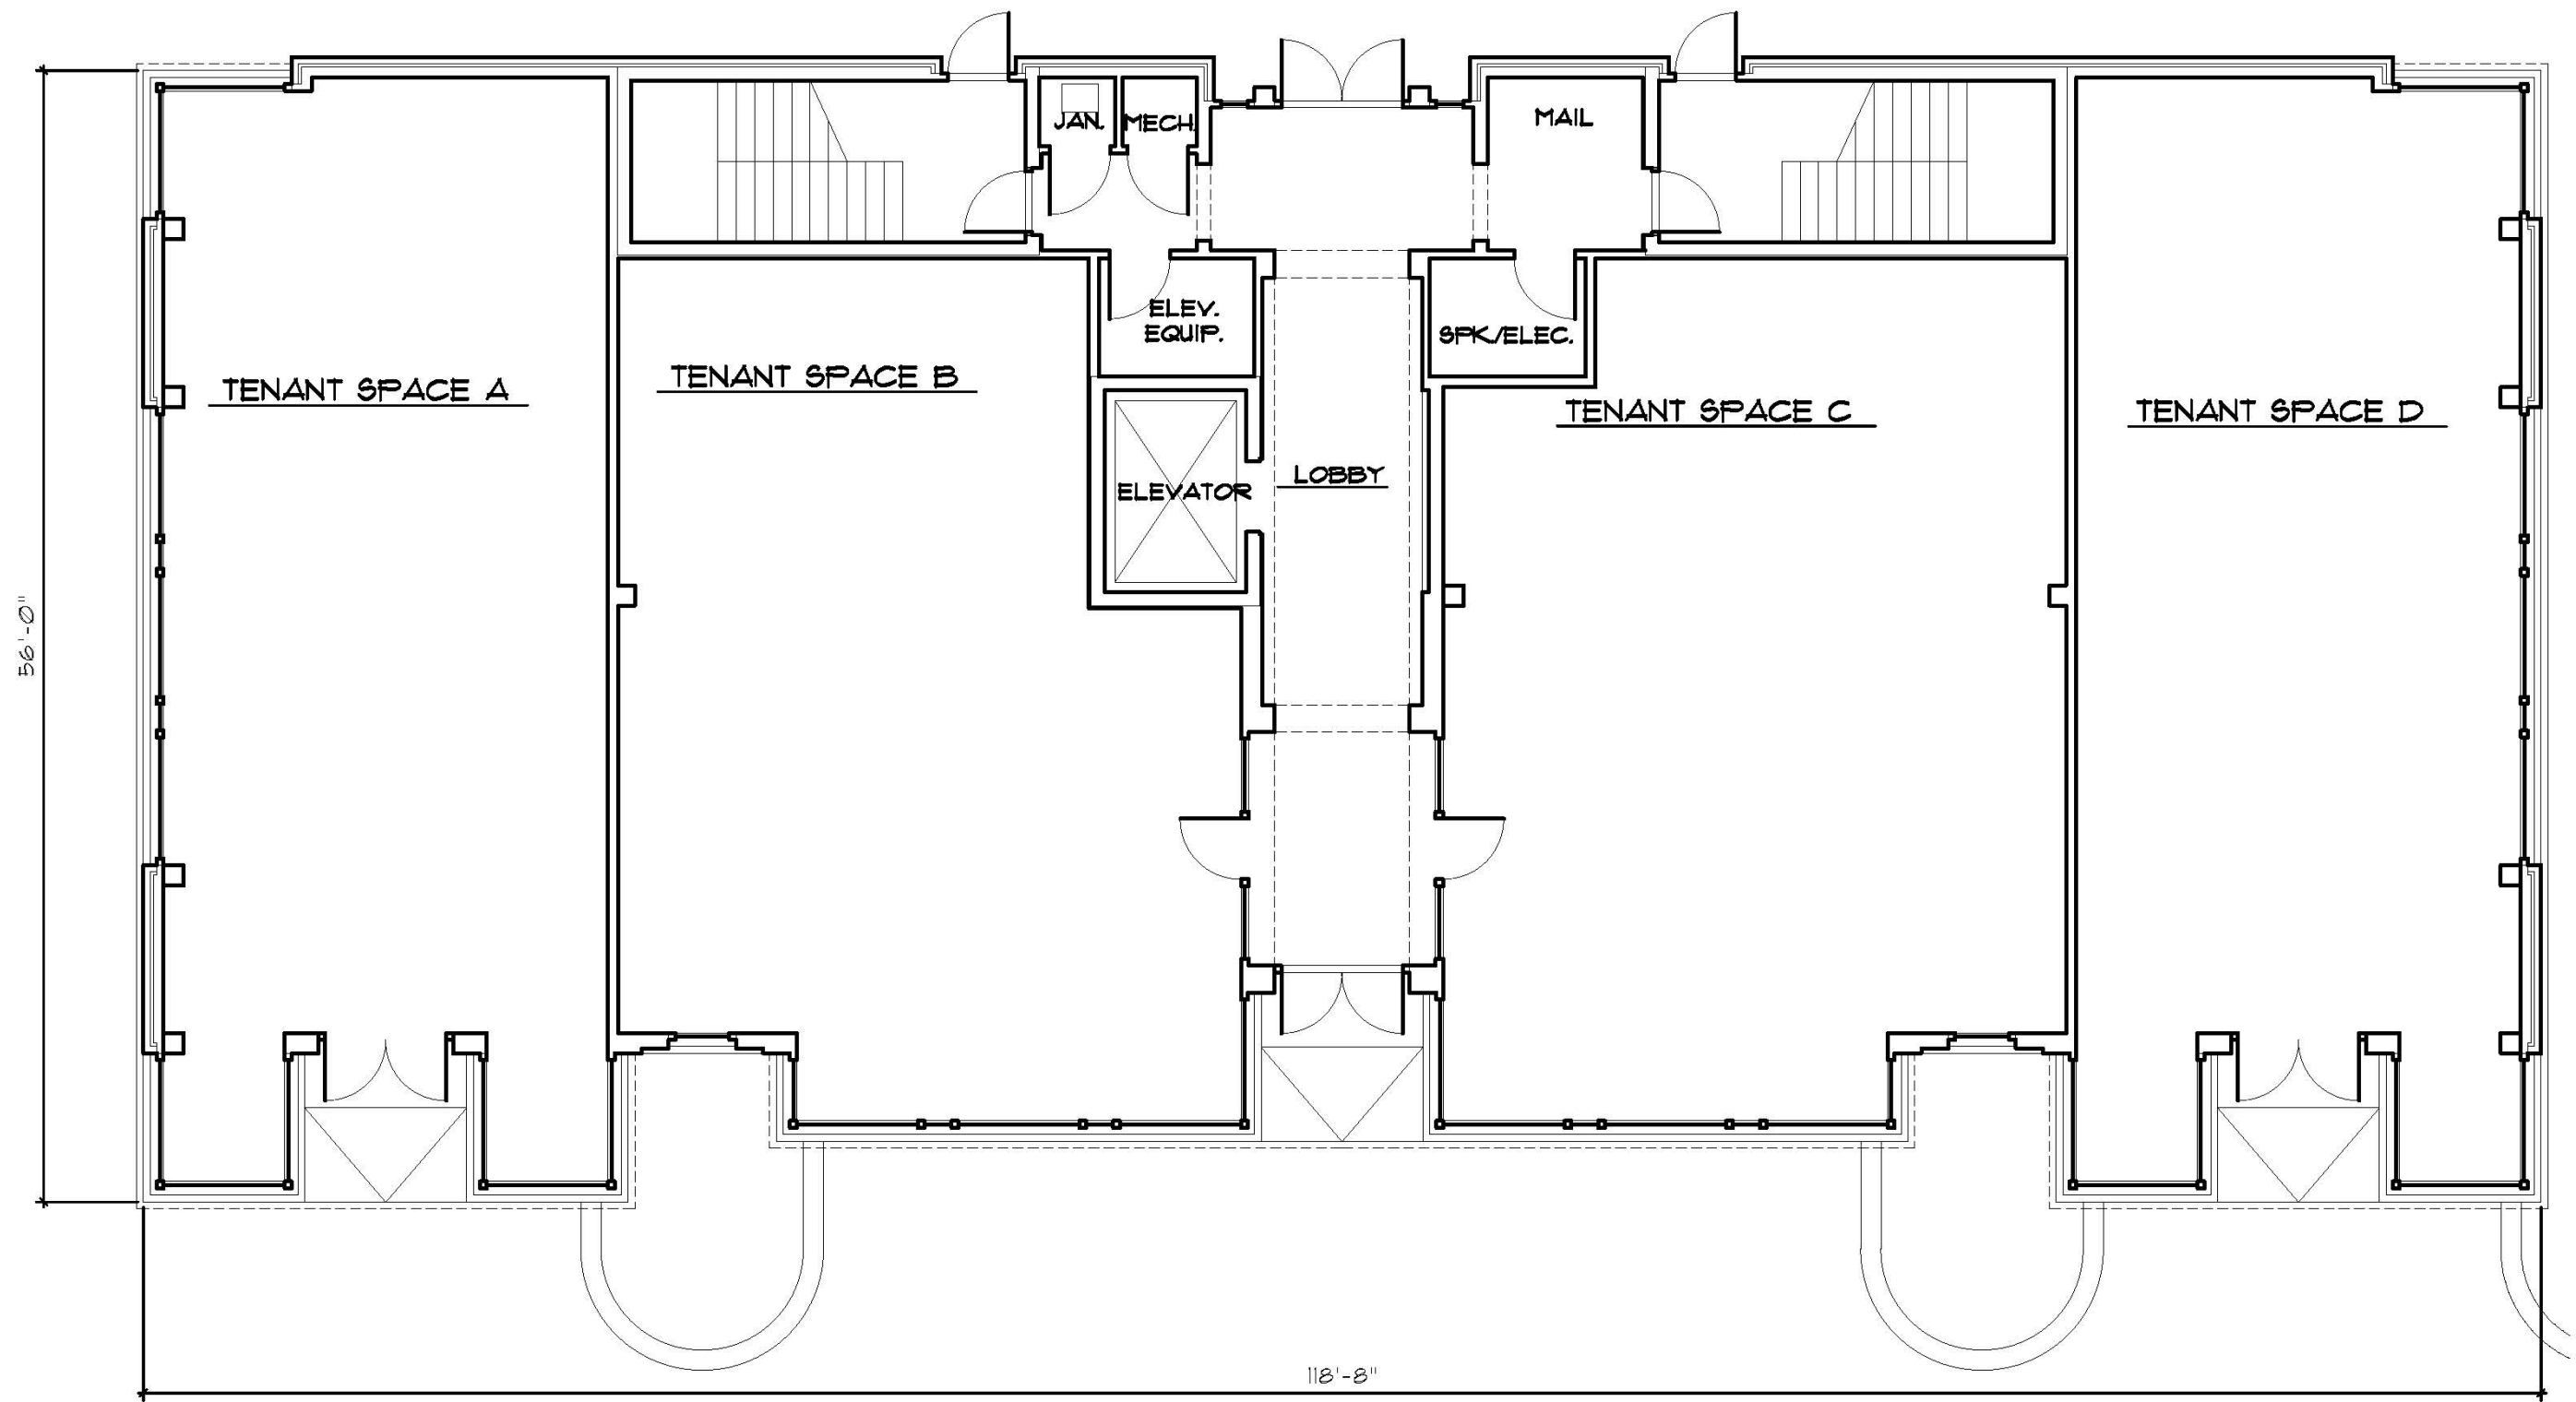 JAN.
MECH.
MAIL
ELEV.
EQUIP.
SPK/ELEC.
TENANT SPACE A
TENANT SPACE B
TENANT SPACE C
TENANT SPACE D
ELEVATOR
LOBBY
56'-0"
118'-8"